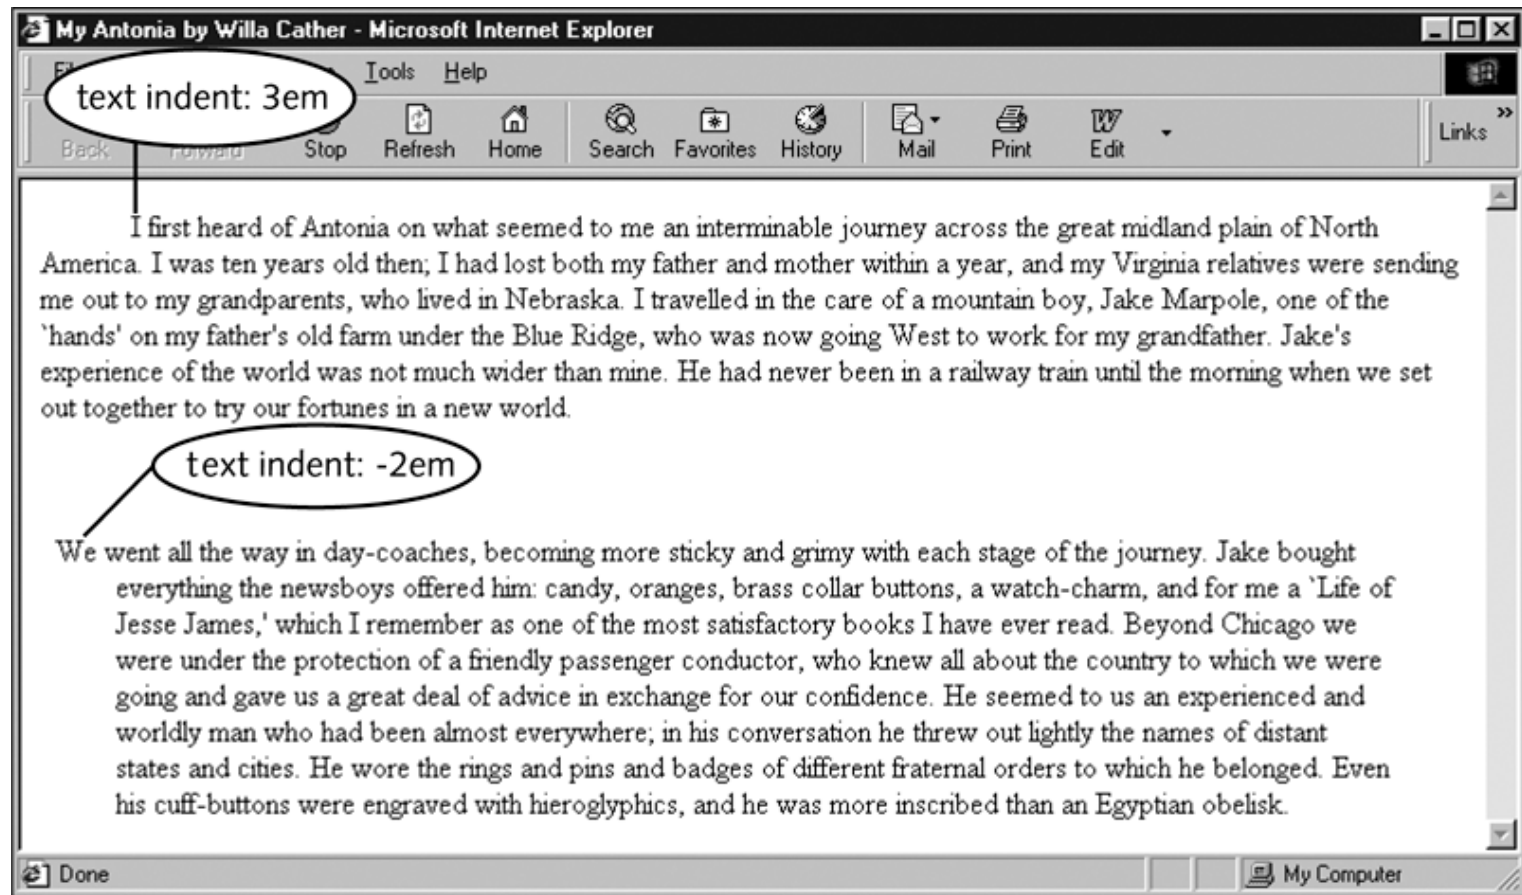 My Antonia by Willa Cather - Microsoft Internet Explorer
Tools Help
text indent: 3em
Back Forward Stop Refresh Home Search Favorites History Mail Print Edit Links »
I first heard of Antonia on what seemed to me an interminable journey across the great midland plain of North
America. I was ten years old then; I had lost both my father and mother within a year, and my Virginia relatives were sending
me out to my grandparents, who lived in Nebraska. I travelled in the care of a mountain boy, Jake Marpole, one of the
`hands' on my father's old farm under the Blue Ridge, who was now going West to work for my grandfather. Jake's
experience of the world was not much wider than mine. He had never been in a railway train until the morning when we set
out together to try our fortunes in a new world.
text indent: -2em
We went all the way in day-coaches, becoming more sticky and grimy with each stage of the journey. Jake bought
everything the newsboys offered him: candy, oranges, brass collar buttons, a watch-charm, and for me a `Life of
Jesse James,' which I remember as one of the most satisfactory books I have ever read. Beyond Chicago we
were under the protection of a friendly passenger conductor, who knew all about the country to which we were
going and gave us a great deal of advice in exchange for our confidence. He seemed to us an experienced and
worldly man who had been almost everywhere; in his conversation he threw out lightly the names of distant
states and cities. He wore the rings and pins and badges of different fraternal orders to which he belonged. Even
his cuff-buttons were engraved with hieroglyphics, and he was more inscribed than an Egyptian obelisk.
Done My Computer